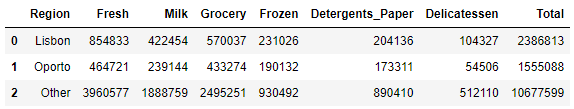 Region Fresh Milk Grocery Frozen Detergents_Paper Delicatessen Total
0 Lisbon 854833 422454 570037 231026 204136 104327 2386813
1 Oporto 464721 239144 433274 190132 173311 54506 1555088
2 Other 3960577 1888759 2495251 930492 890410 512110 10677599